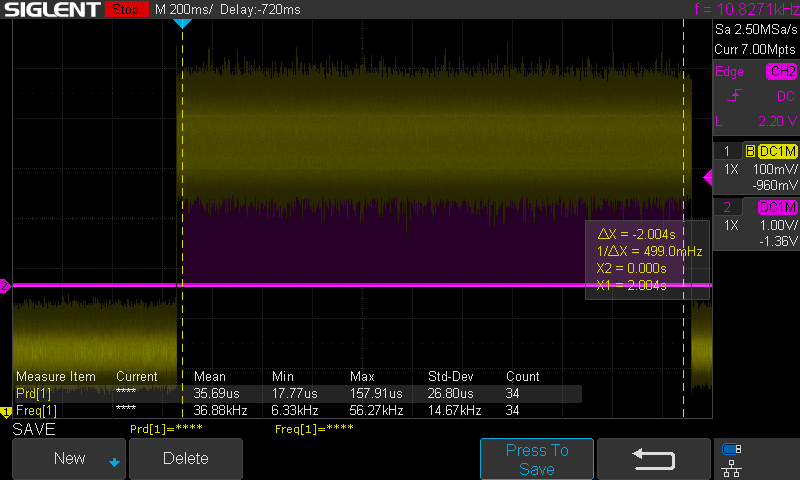 SIGLENT Stop M 200ms/ Delay:-720ms f = 10.8271kHz
Sa 2.50MSa/s
Curr 7.00Mpts
Edge CH2
DC
L 2.20 V
1 B DC1M
1X 100mV/
-960mV
2 DC1M
1X 1.00V/
-1.36V
ΔX = -2.004s
1/ΔX = 499.0mHz
X2 = 0.000s
X1 = 2.004s
2
Measure Item Current Mean Min Max Std-Dev Count
Prd[1] **** 35.69us 17.77us 157.91us 26.80us 34
Freq[1] **** 36.88kHz 6.33kHz 56.27kHz 14.67kHz 34
1
SAVE Prd[1]=**** Freq[1]=****
New Delete Press To
Save